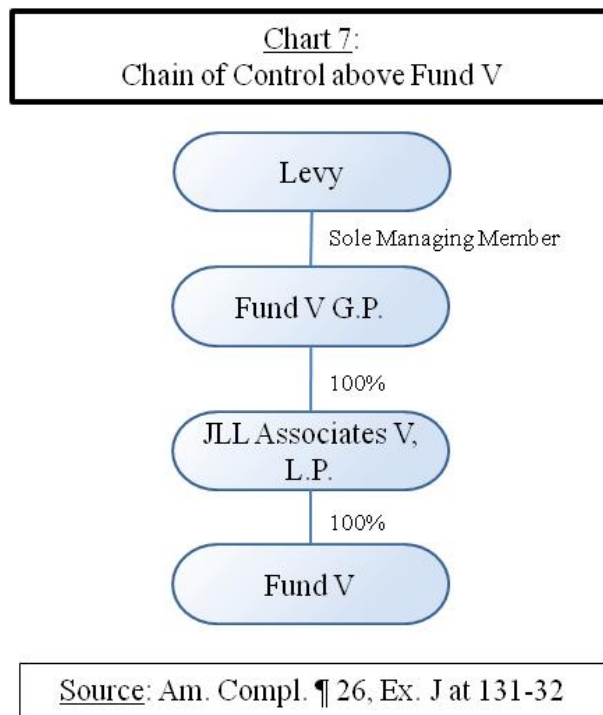 Chart 7:
Chain of Control above Fund V
Levy
Sole Managing Member
Fund V G.P.
100%
JLL Associates V,
L.P.
100%
Fund V
Source: Am. Compl. ¶ 26, Ex. J at 131-32